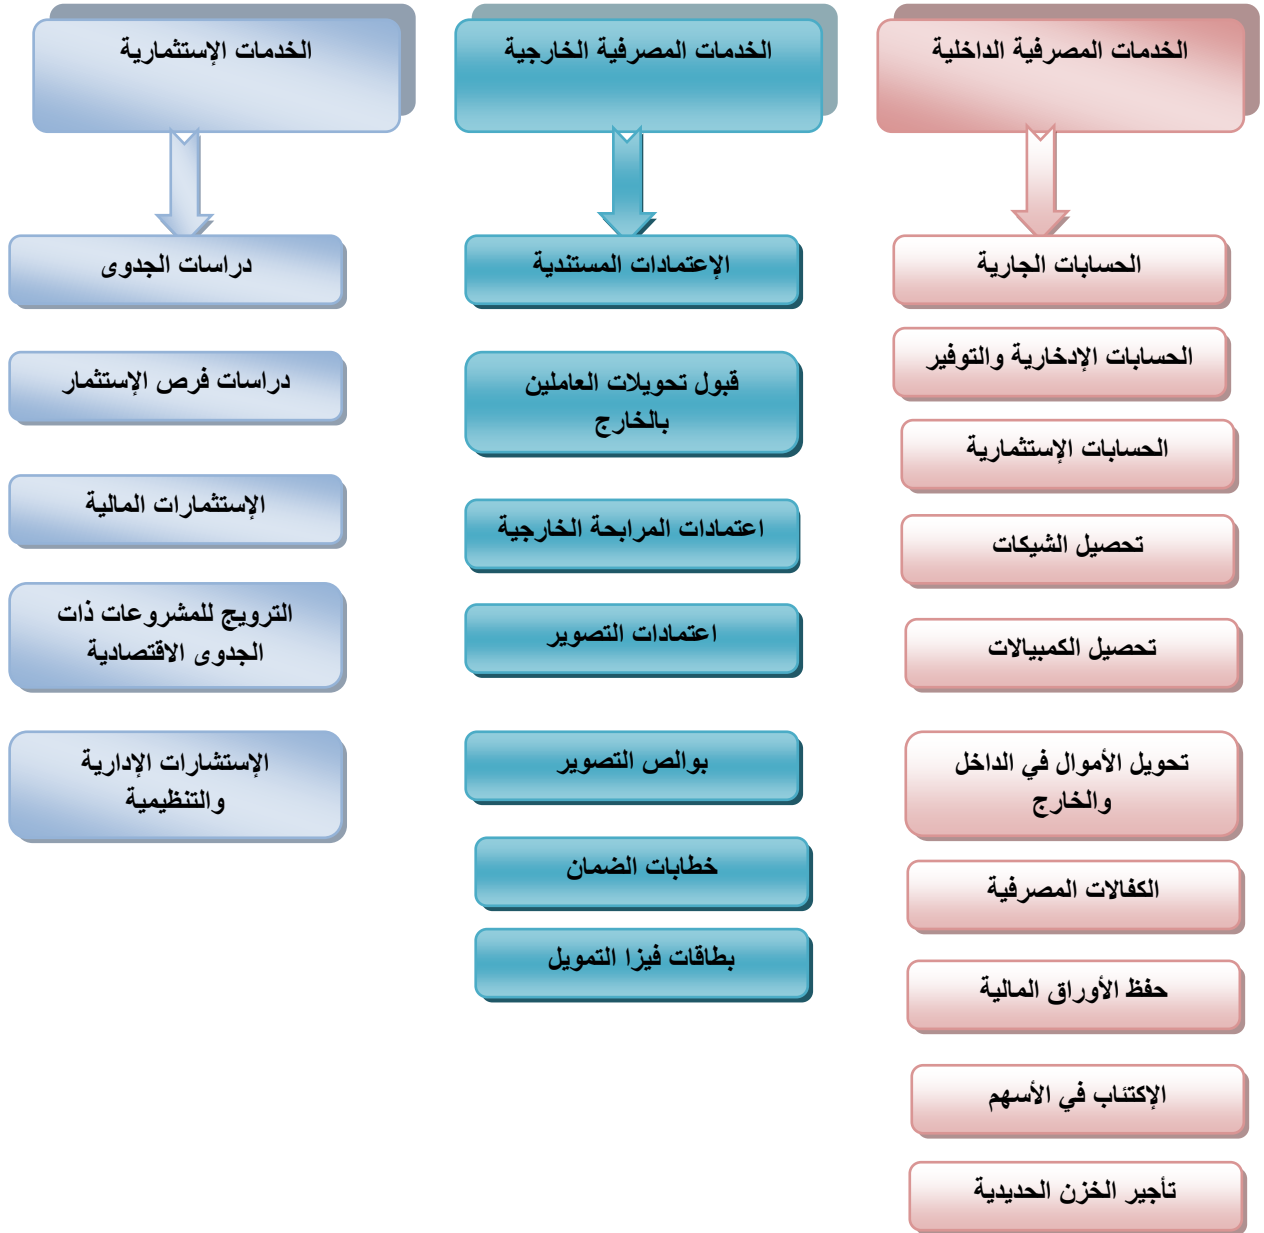 الخدمات المصرفية الداخلية
الحسابات الجارية
الحسابات الإدخارية والتوفير
الحسابات الإستثمارية
تحصيل الشيكات
تحصيل الكمبيالات
تحويل الأموال في الداخل
والخارج
الكفالات المصرفية
حفظ الأوراق المالية
الإكتئاب في الأسهم
تأجير الخزن الحديدية
الخدمات المصرفية الخارجية
الإعتمادات المستندية
قبول تحويلات العاملين
بالخارج
اعتمادات المرابحة الخارجية
اعتمادات التصوير
بوالص التصوير
خطابات الضمان
بطاقات فيزا التمويل
الخدمات الإستثمارية
دراسات الجدوى
دراسات فرص الإستثمار
الإستثمارات المالية
الترويج للمشروعات ذات
الجدوى الاقتصادية
الإستشارات الإدارية
والتنظيمية